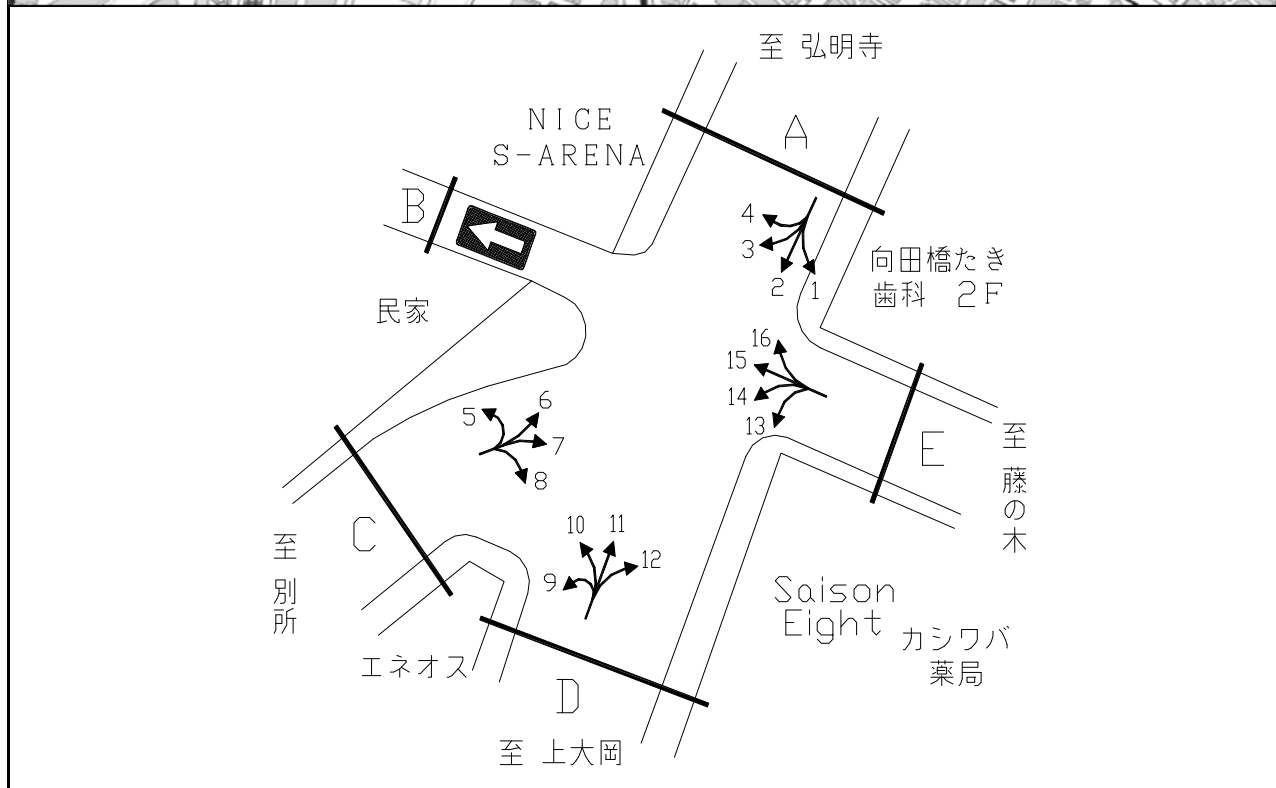 至 弘明寺
NICE
S-ARENA
A
B
4
3
2
1
向田橋たき
歯科 2F
民家
16
15
14
13
5
6
7
8
E
至 藤の木
C
10
11
12
9
至 別所
Saison
Eight
カシワバ
薬局
エネオス
D
至 上大岡